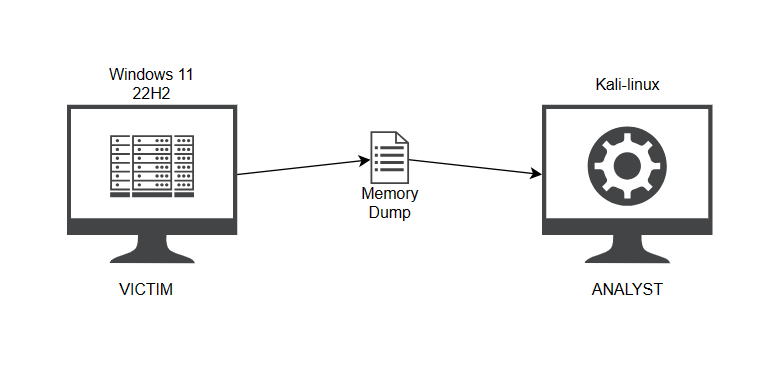 Windows 11
22H2
Kali-linux
Memory
Dump
VICTIM
ANALYST